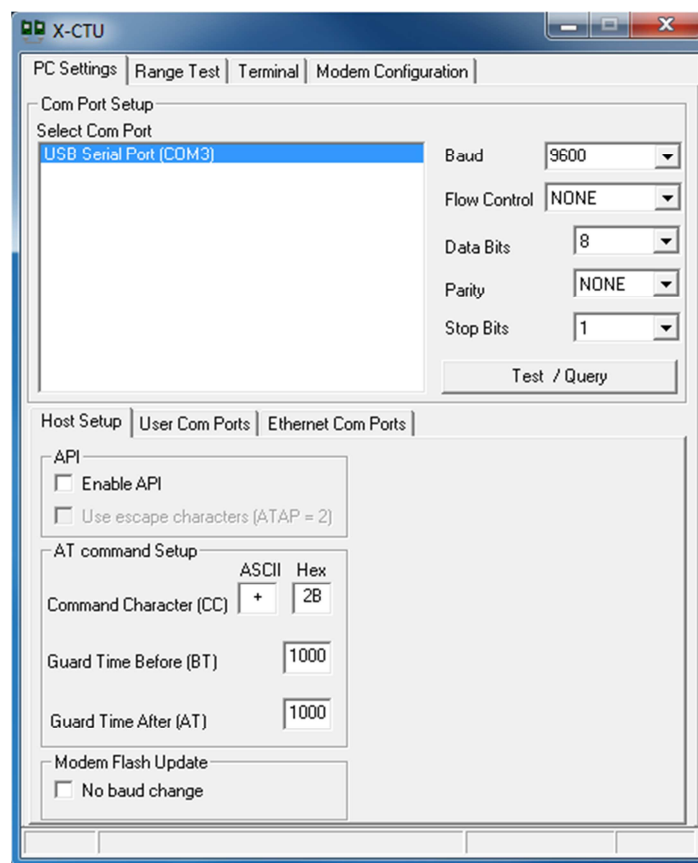 X-CTU
PC Settings Range Test Terminal Modem Configuration
Com Port Setup
Select Com Port
USB Serial Port (COM3)
Baud 9600
Flow Control NONE
Data Bits 8
Parity NONE
Stop Bits 1
Test / Query
Host Setup User Com Ports Ethernet Com Ports
API
Enable API
Use escape characters (ATAP = 2)
AT command Setup
ASCII Hex
Command Character (CC) + 2B
Guard Time Before (BT) 1000
Guard Time After (AT) 1000
Modem Flash Update
No baud change